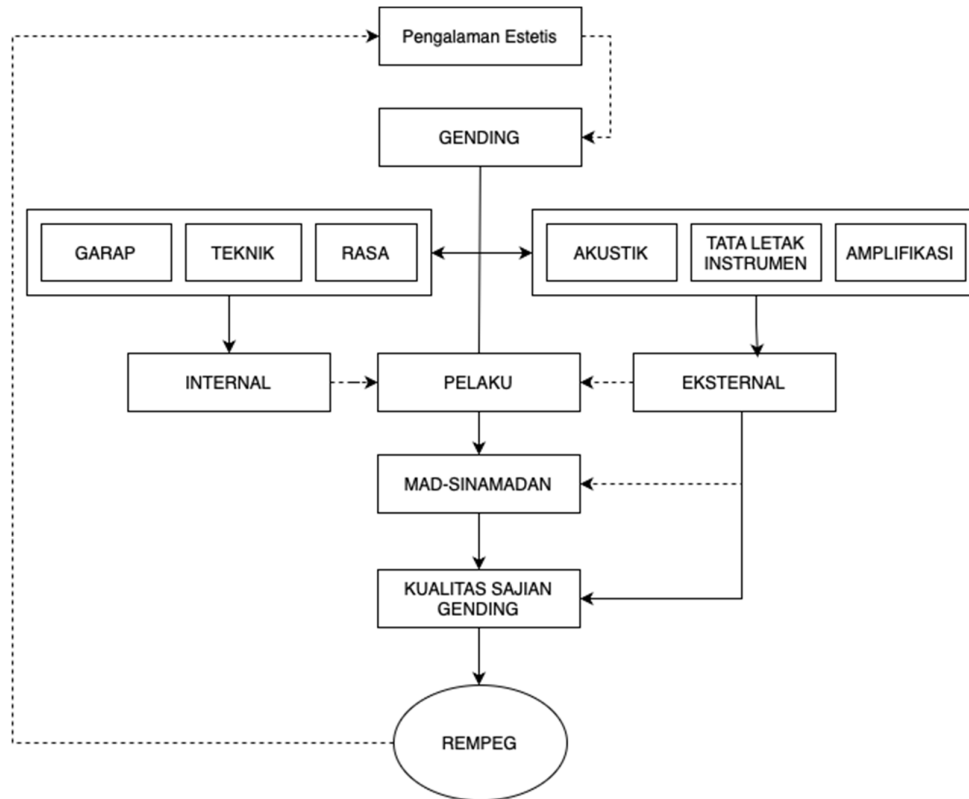 Pengalaman Estetis
GENDING
GARAP
TEKNIK
RASA
AKUSTIK
TATA LETAK
INSTRUMEN
AMPLIFIKASI
INTERNAL
PELAKU
EKSTERNAL
MAD-SINAMADAN
KUALITAS SAJIAN
GENDING
REMPEG